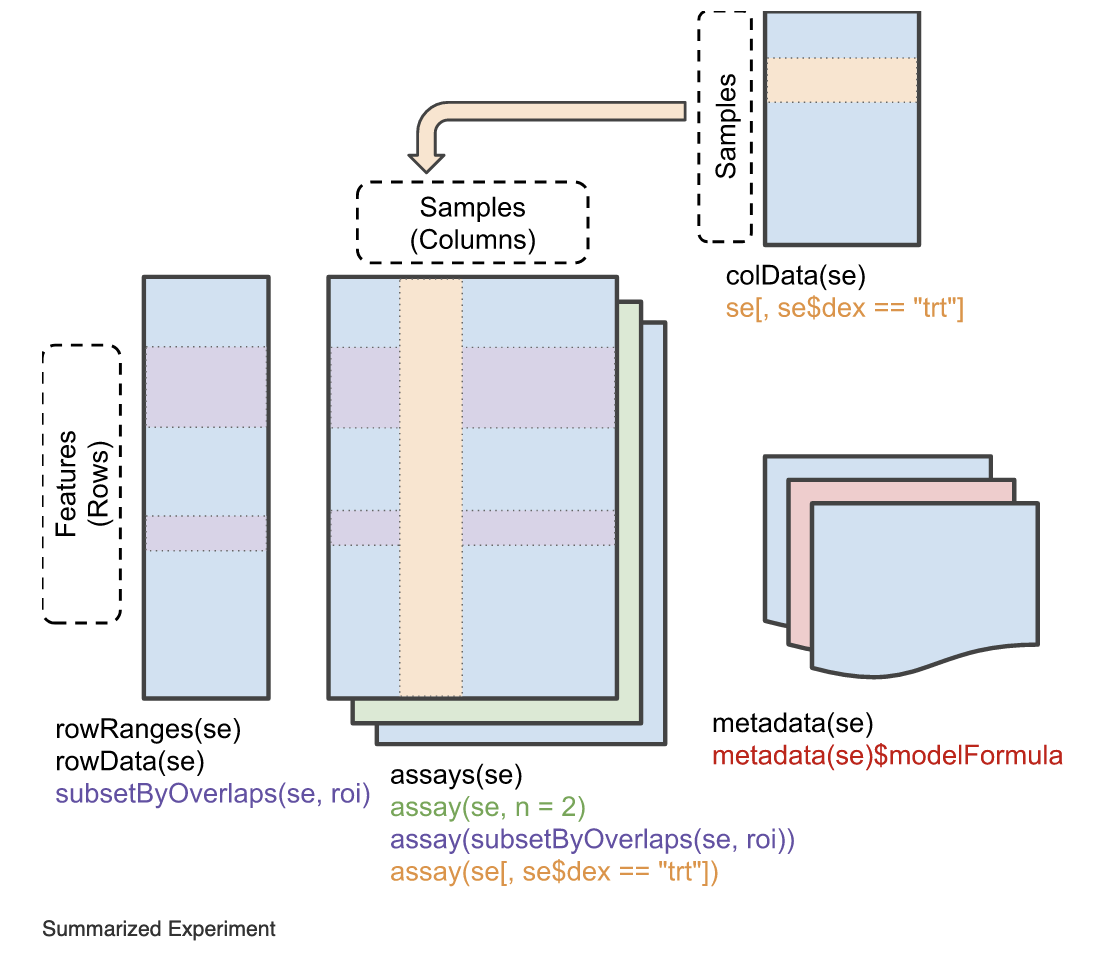 Samples
colData(se)
se[, se$dex == "trt"]
Samples
(Columns)
Features
(Rows)
rowRanges(se)
rowData(se)
subsetByOverlaps(se, roi)
assays(se)
assay(se, n = 2)
assay(subsetByOverlaps(se, roi))
assay(se[, se$dex == "trt"])
metadata(se)
metadata(se)$modelFormula
Summarized Experiment